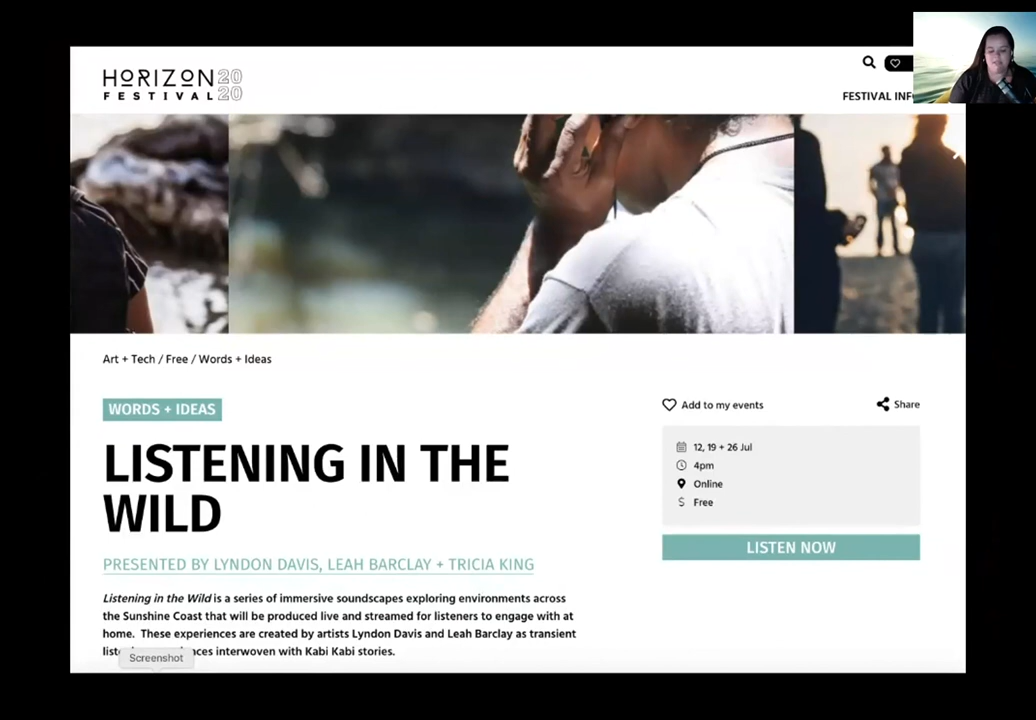 HORIZON 20
FESTIVAL 20
FESTIVAL INF
Art + Tech / Free / Words + Ideas
WORDS + IDEAS
Add to my events
Share
LISTENING IN THE
WILD
12, 19 + 26 Jul
4pm
Online
$ Free
LISTEN NOW
PRESENTED BY LYNDON DAVIS, LEAH BARCLAY + TRICIA KING
Listening in the Wild is a series of immersive soundscapes exploring environments across
the Sunshine Coast that will be produced live and streamed for listeners to engage with at
home. These experiences are created by artists Lyndon Davis and Leah Barclay as transient
interwoven with Kabi Kabi stories.
Screenshot